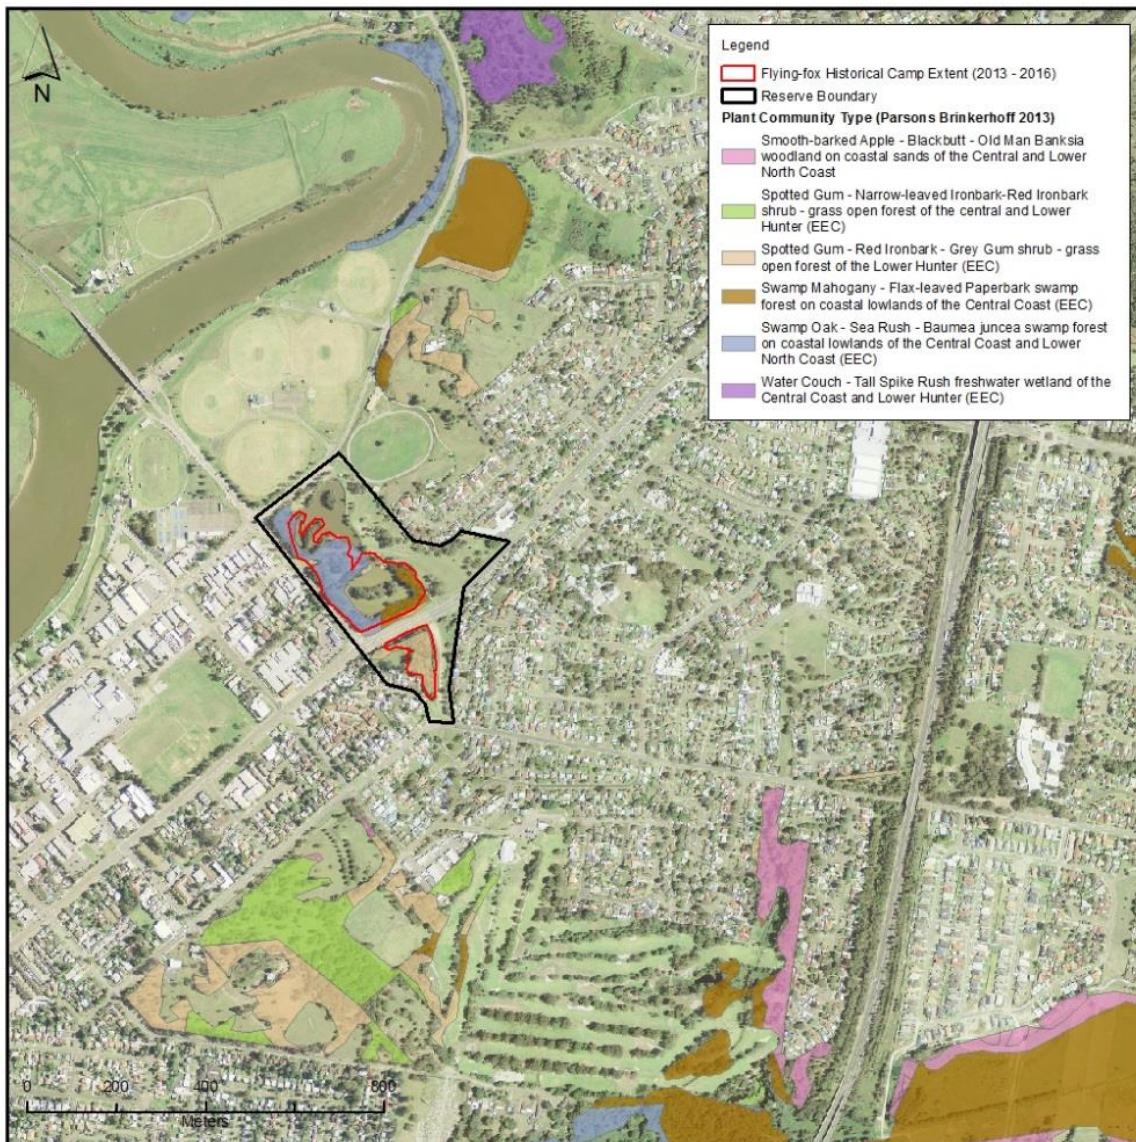 N
Legend
Flying-fox Historical Camp Extent (2013 - 2016)
Reserve Boundary
Plant Community Type (Parsons Brinkerhoff 2013)
Smooth-barked Apple - Blackbutt - Old Man Banksia
woodland on coastal sands of the Central and Lower
North Coast
Spotted Gum - Narrow-leaved Ironbark-Red Ironbark
shrub - grass open forest of the central and Lower
Hunter (EEC)
Spotted Gum - Red Ironbark - Grey Gum shrub - grass
open forest of the Lower Hunter (EEC)
Swamp Mahogany - Flax-leaved Paperbark swamp
forest on coastal lowlands of the Central Coast (EEC)
Swamp Oak - Sea Rush - Baumea juncea swamp forest
on coastal lowlands of the Central Coast and Lower
North Coast (EEC)
Water Couch - Tall Spike Rush freshwater wetland of the
Central Coast and Lower Hunter (EEC)
0 200 400 800
Meters